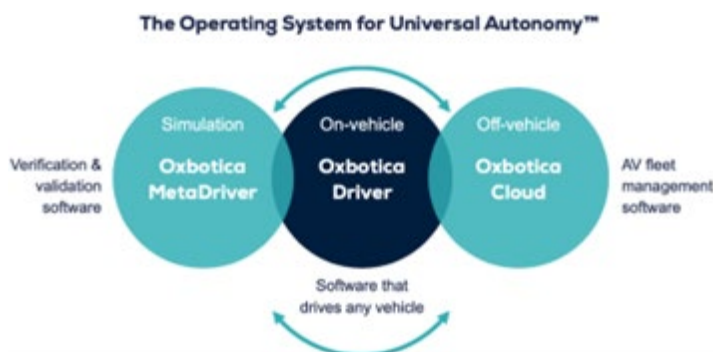 The Operating System for Universal Autonomy™
Simulation
Oxbotica
MetaDriver
On-vehicle
Oxbotica
Driver
Off-vehicle
Oxbotica
Cloud
Verification &
validation
software
AV fleet
management
software
Software that
drives any vehicle